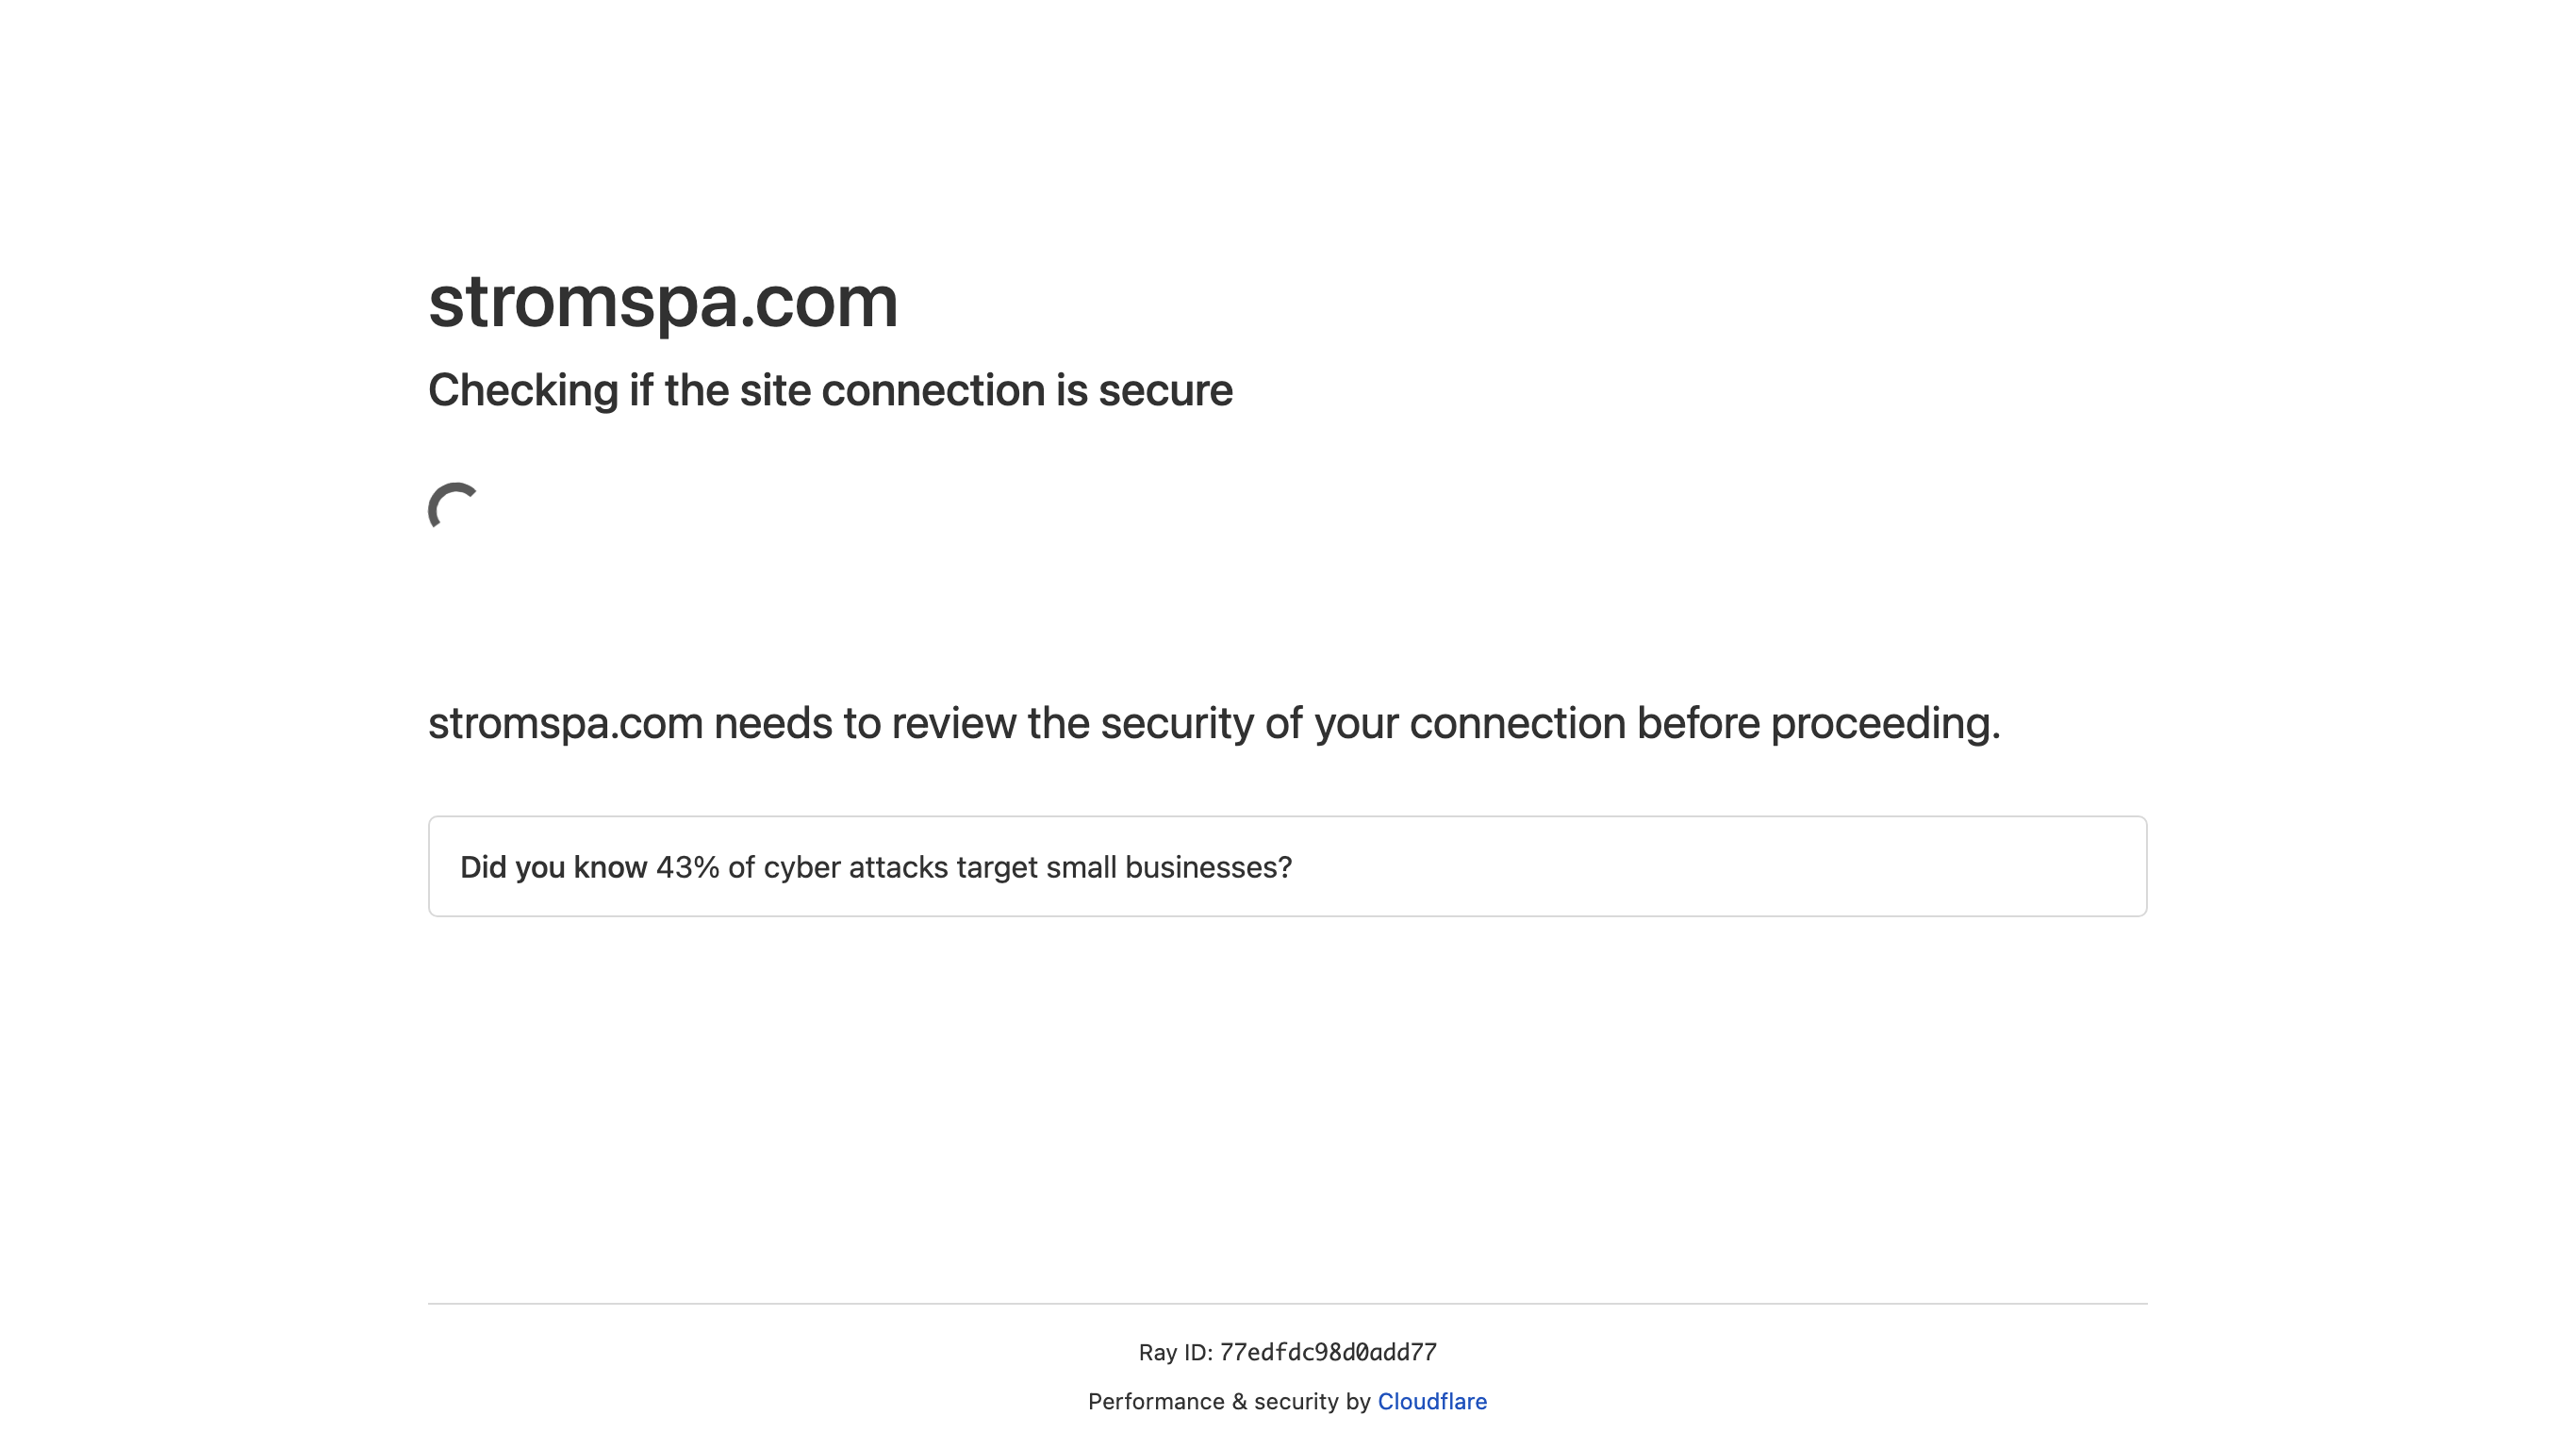 stromspa.com
Checking if the site connection is secure
stromspa.com needs to review the security of your connection before proceeding.
Did you know 43% of cyber attacks target small businesses?
Ray ID: 77edfdc98d0add77
Performance & security by Cloudflare